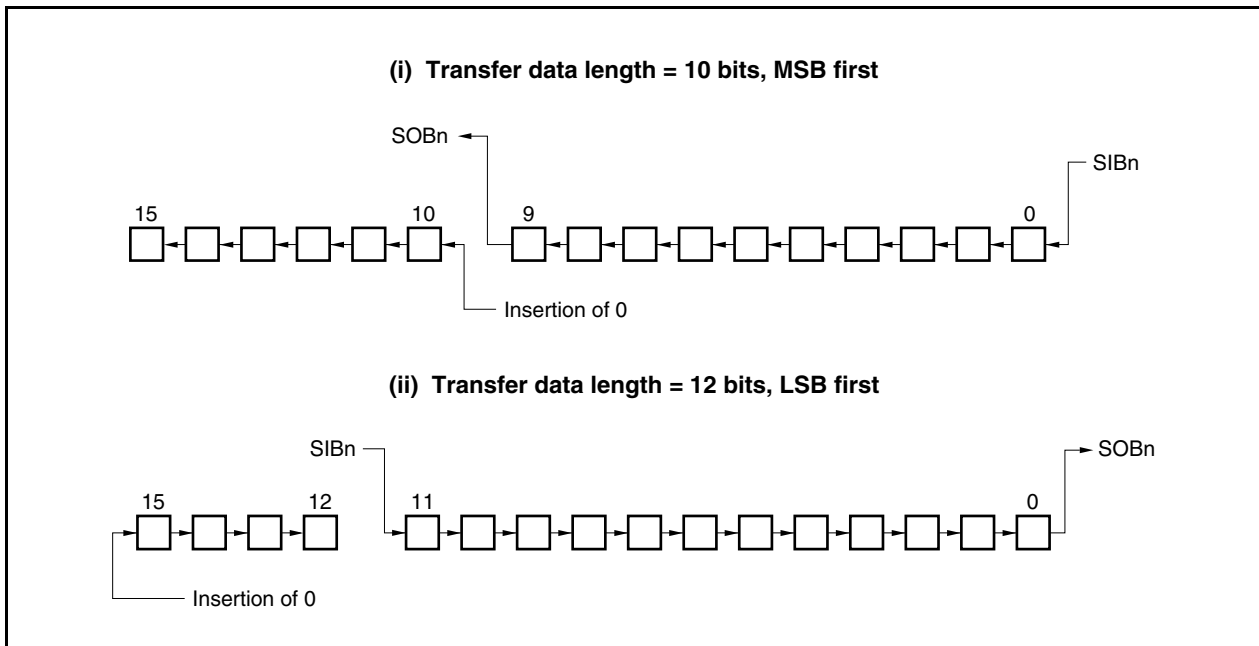 (i) Transfer data length = 10 bits, MSB first
SOBn
SIBn
15
10
9
0
Insertion of 0
(ii) Transfer data length = 12 bits, LSB first
SIBn
SOBn
15
12
11
0
Insertion of 0